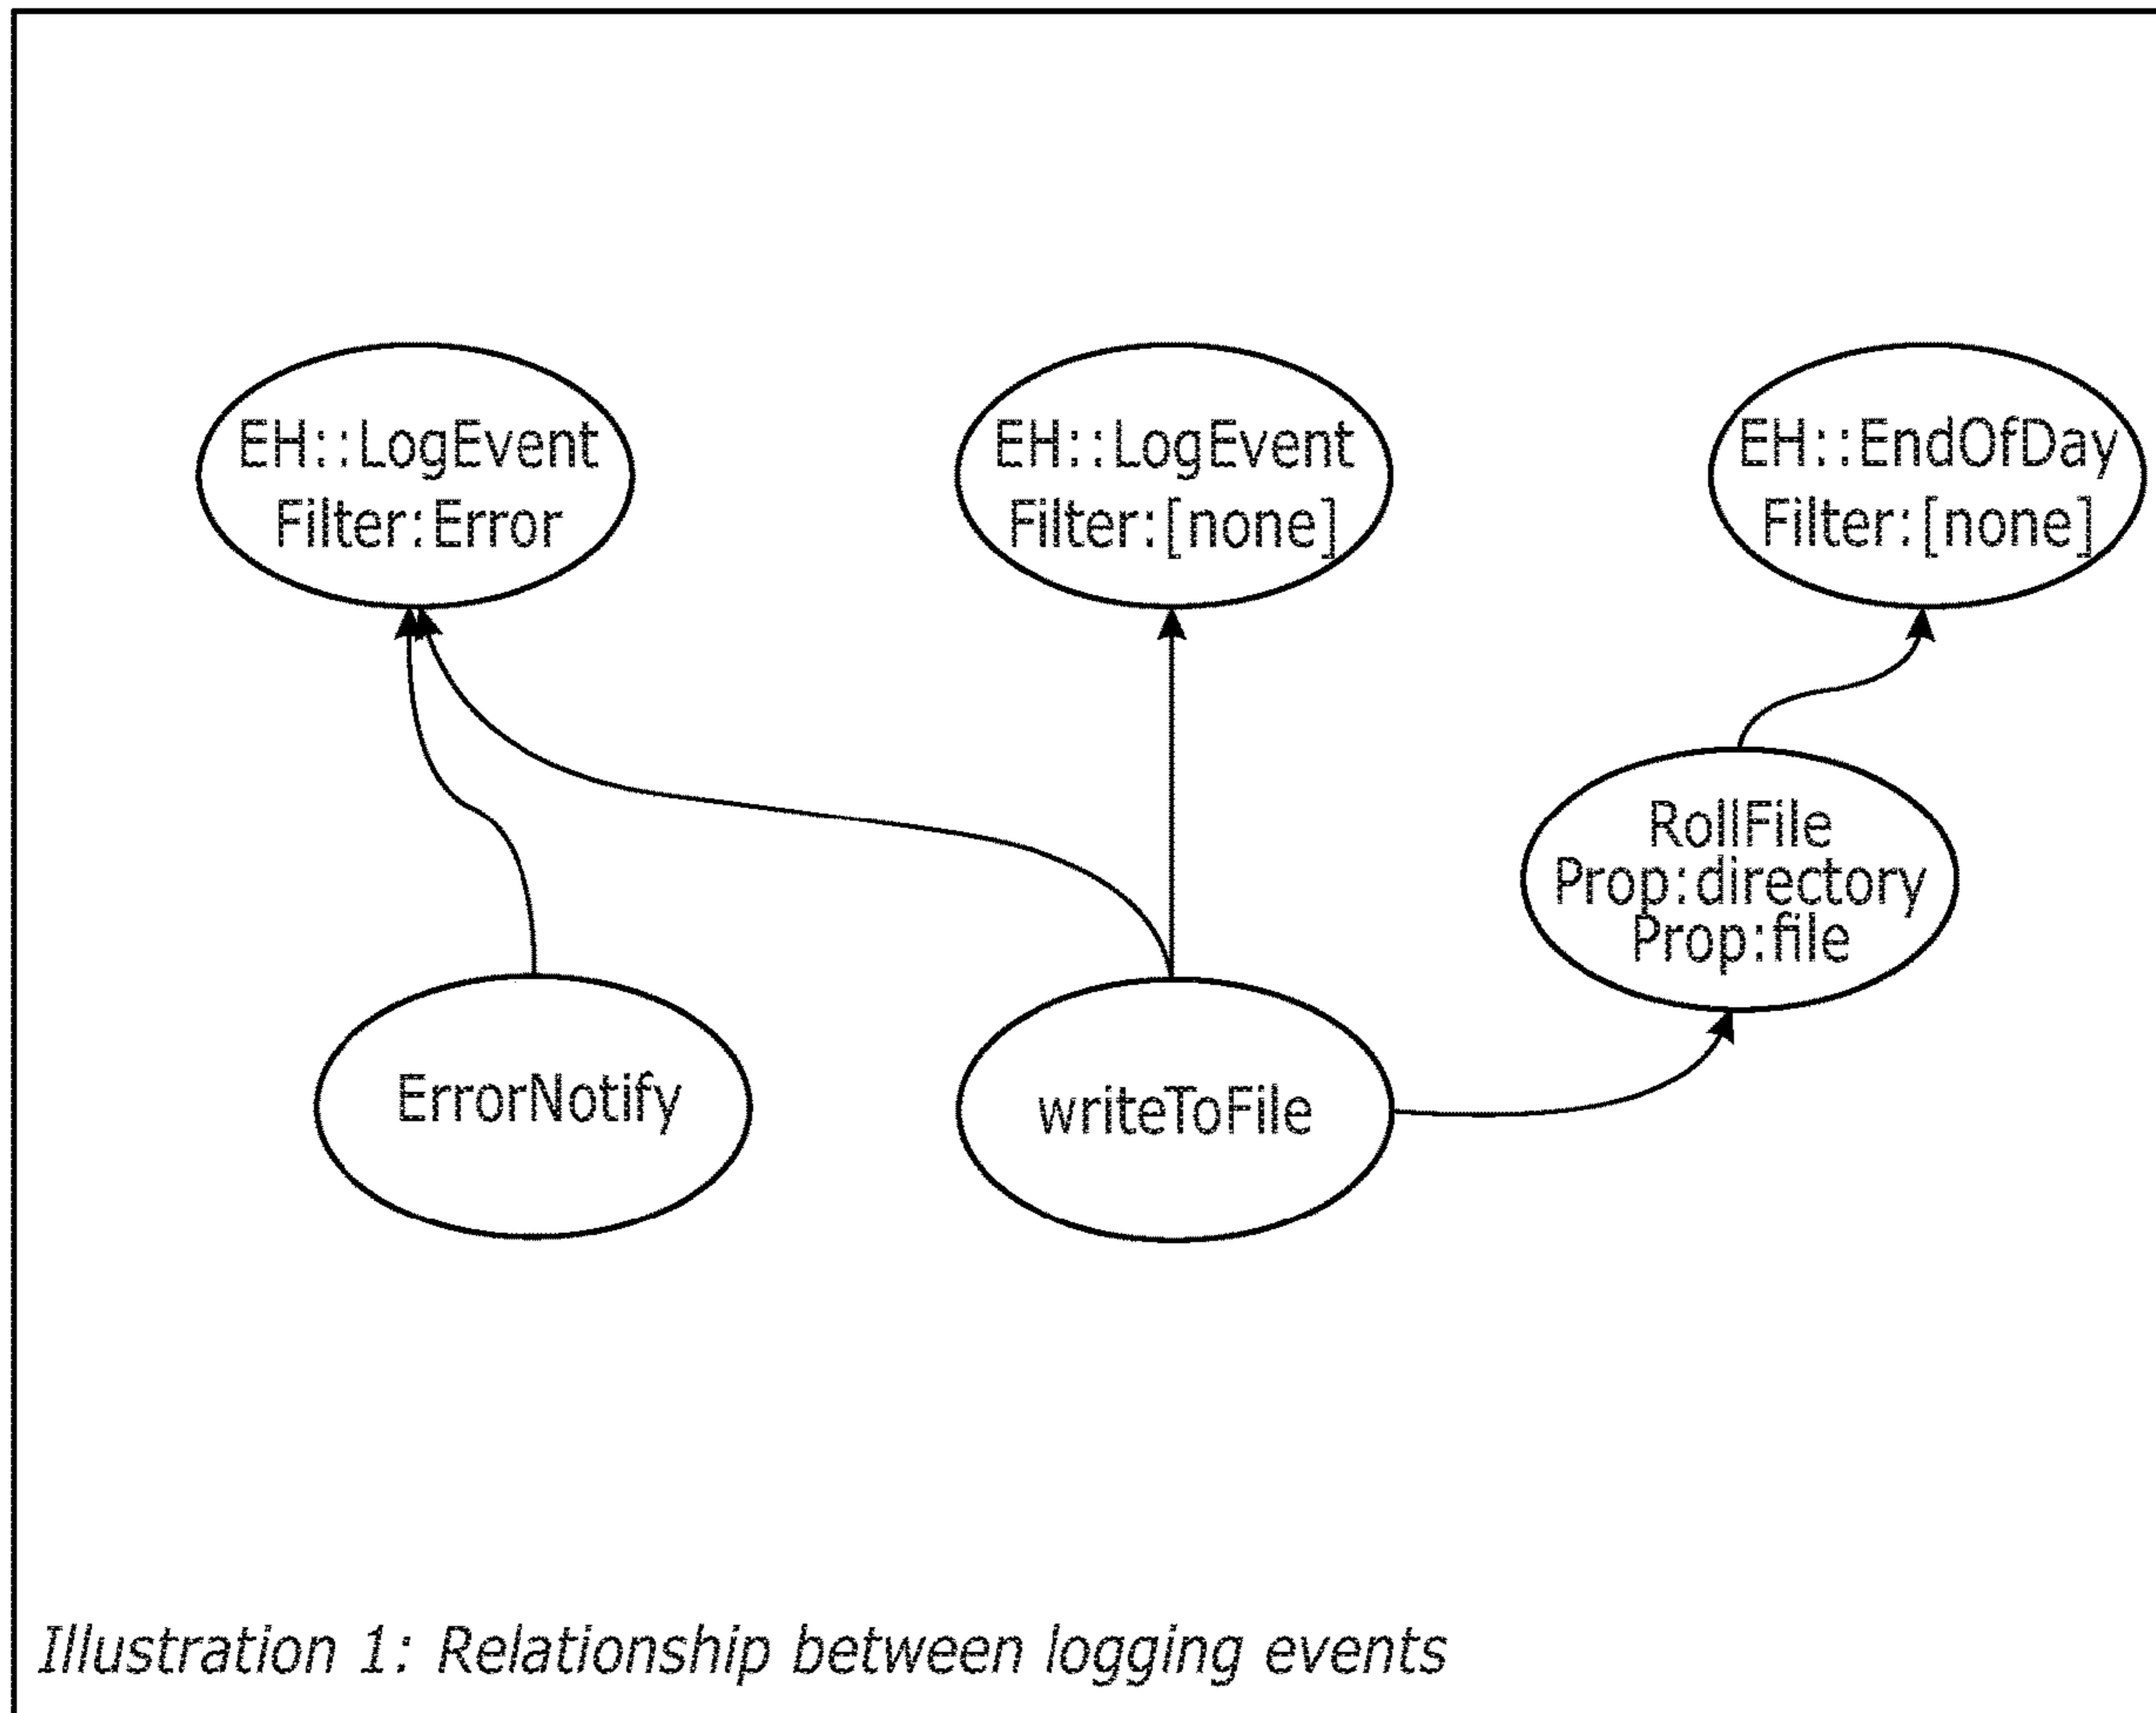 EH::LogEvent
Filter:Error
EH::LogEvent
Filter:[none]
EH::EndOfDay
Filter:[none]
RollFile
Prop:directory
Prop:file
ErrorNotify
writeToFile
Illustration 1: Relationship between logging events